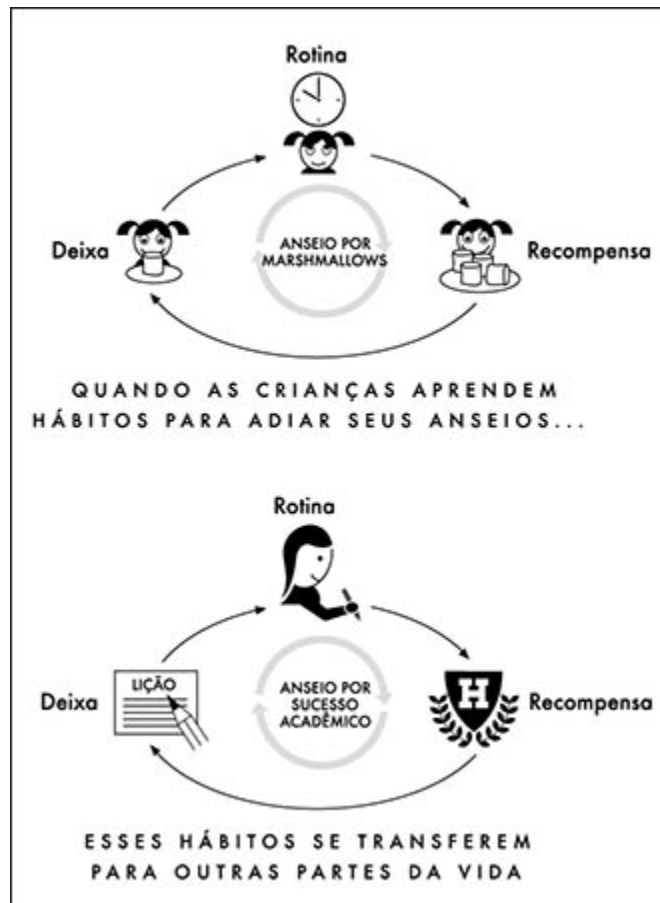 Rotina
Deixa
ANSEIO POR
MARSHMALLOWS
Recompensa
QUANDO AS CRIANÇAS APRENDEM
HÁBITOS PARA ADIAR SEUS ANSEIOS...
Rotina
Deixa
LIÇÃO
ANSEIO POR
SUCESSO
ACADÊMICO
H
Recompensa
ESSES HÁBITOS SE TRANSFEREM
PARA OUTRAS PARTES DA VIDA